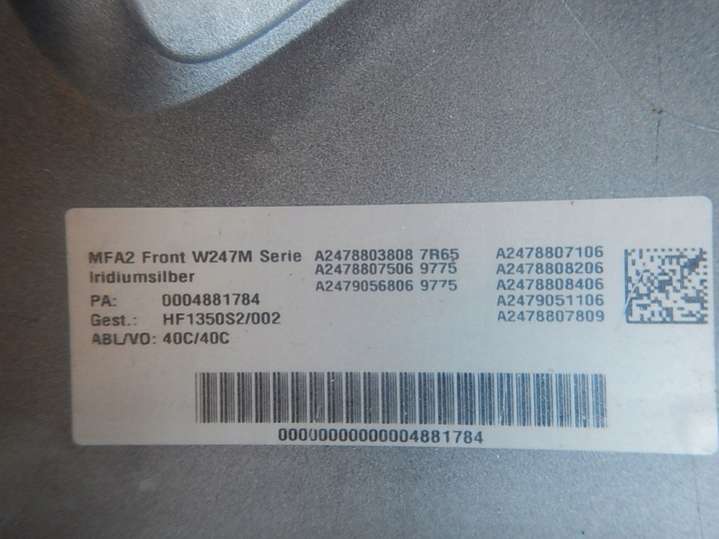 MFA2 Front W247M Serie
Iridiumsilber
PA: 0004881784
Gest.: HF1350S2/002
ABL/VO: 40C/40C
A2478803808 7R65
A2478807506 9775
A2479056806 9775
A2478807106
A2478808206
A2478808406
A2479051106
A2478807809
00000000000004881784